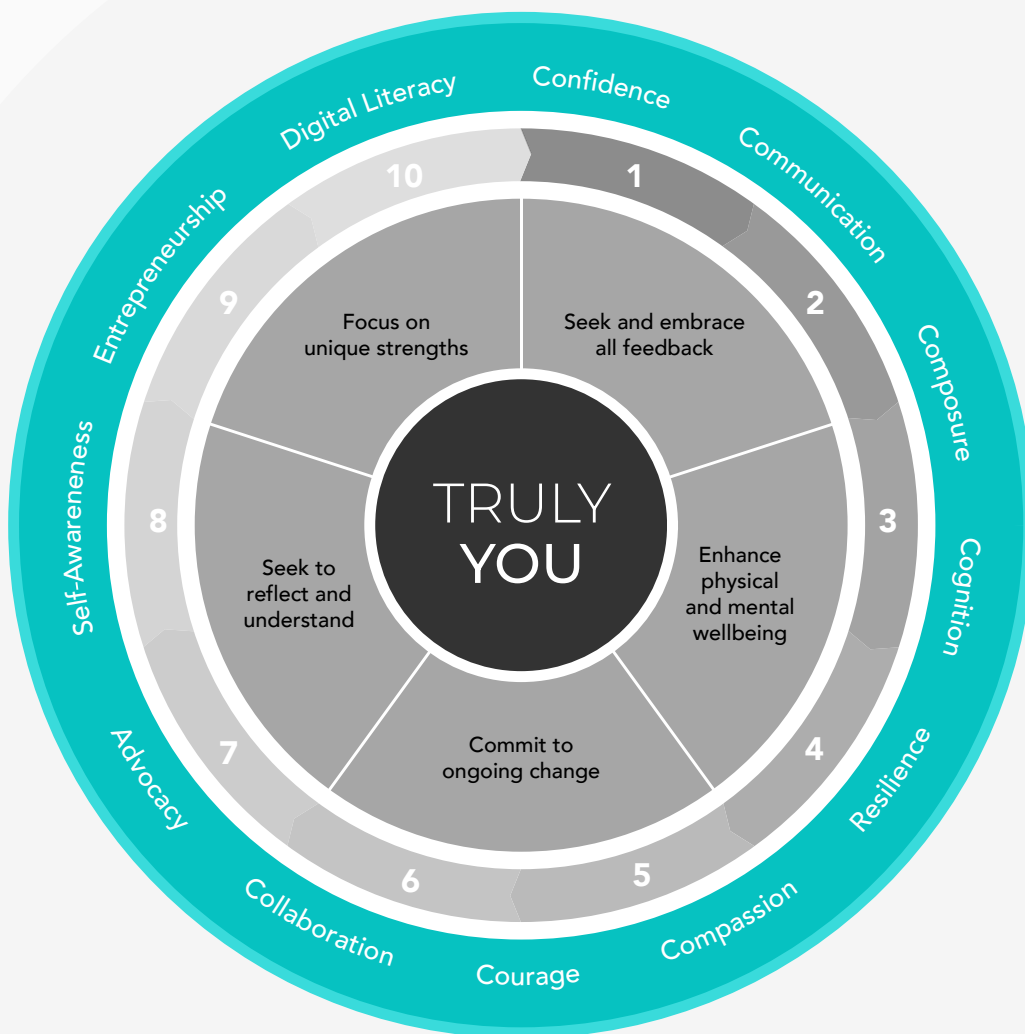 Confidence
Communication
Composure
Cognition
Resilience
Compassion
Courage
Collaboration
Advocacy
Self-Awareness
Entrepreneurship
Digital Literacy
1
2
3
4
5
6
7
8
9
10
Seek and embrace
all feedback
Enhance
physical
and mental
wellbeing
Commit to
ongoing change
Seek to
reflect and
understand
Focus on
unique strengths
TRULY
YOU